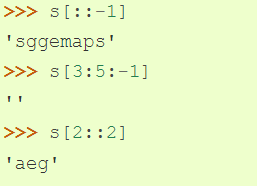 >>> s[::-1]
'sggemaps'
>>> s[3:5:-1]
''
>>> s[2::2]
'aeg'